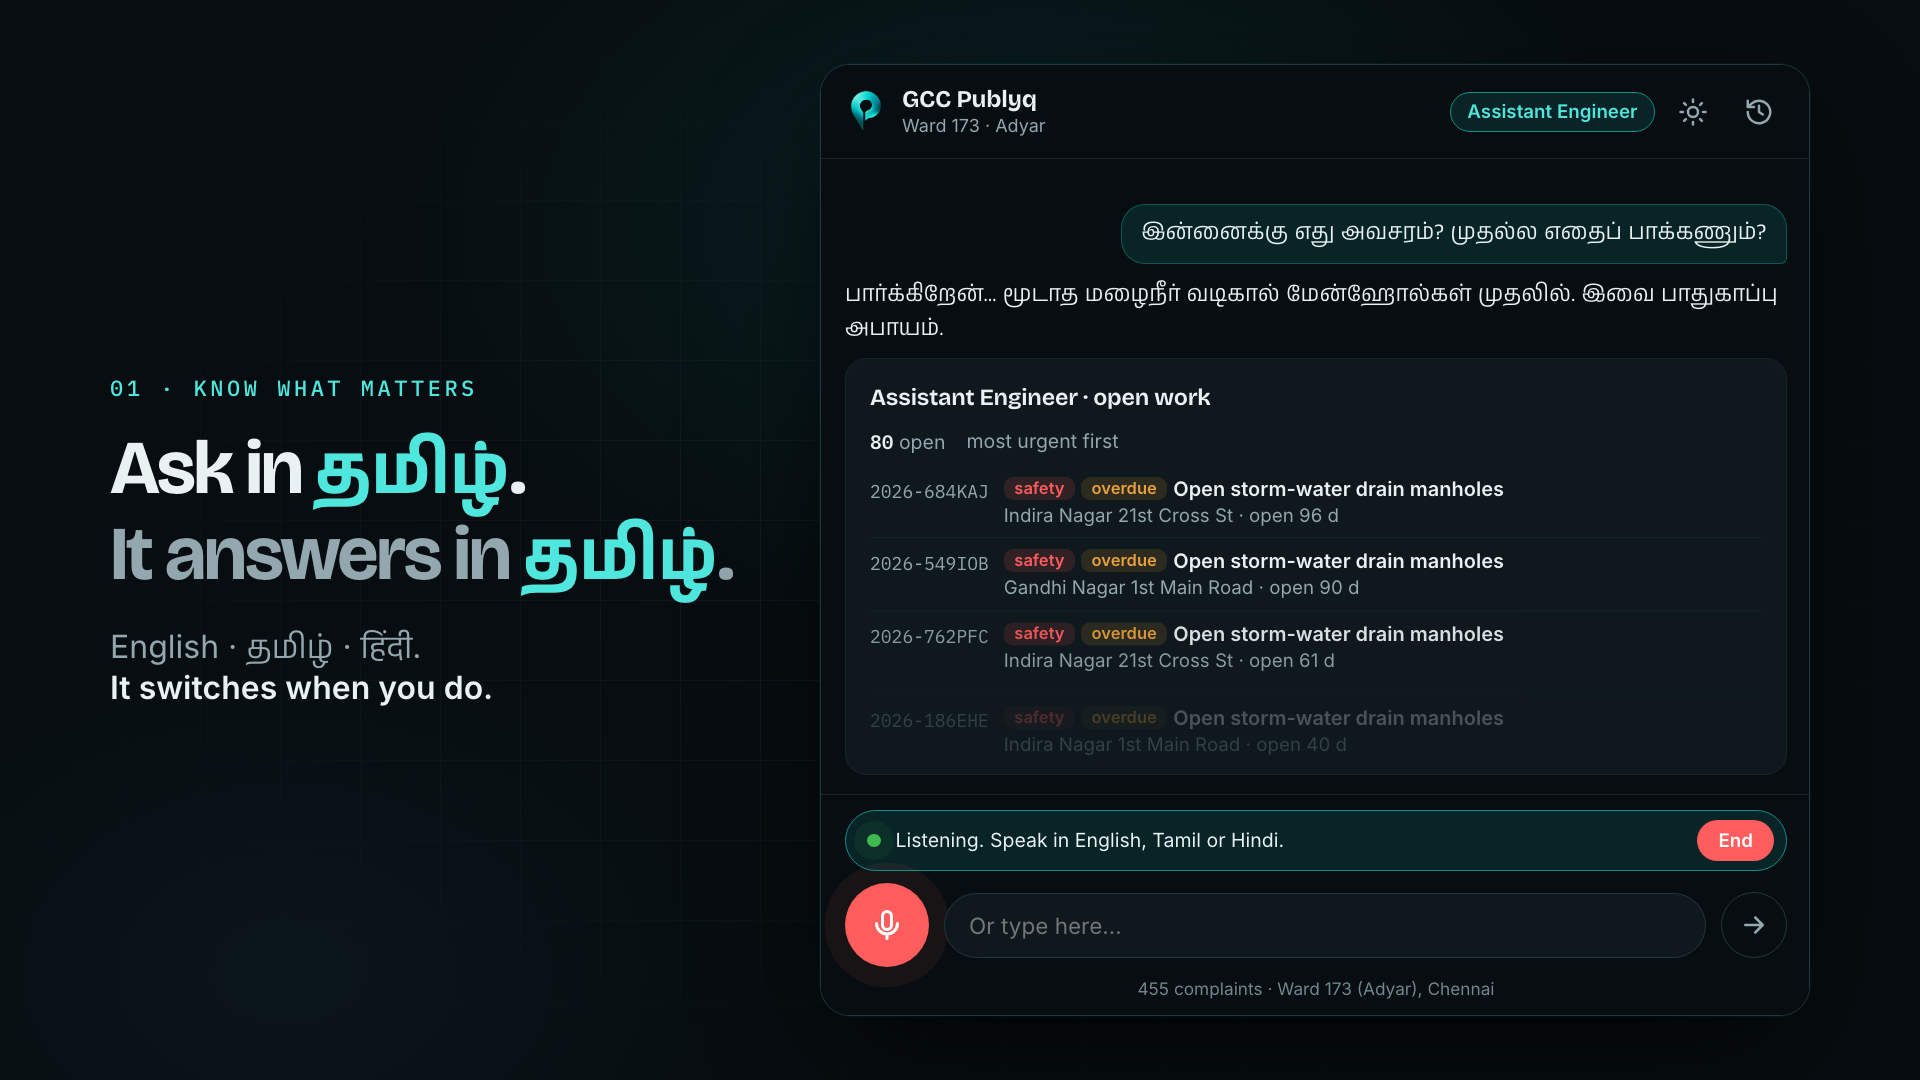 01 · KNOW WHAT MATTERS
Ask in தமிழ்.
It answers in தமிழ்.
English · தமிழ் · हिंदी.
It switches when you do.
GCC Publyq
Ward 173 · Adyar
Assistant Engineer
இன்னைக்கு எது அவசரம்? முதல்ல எதைப் பாக்கணும்?
பார்க்கிறேன்... மூடாத மழைநீர் வடிகால் மேன்ஹோல்கள் முதலில். இவை பாதுகாப்பு
அபாயம்.
Assistant Engineer · open work
80 open most urgent first
2026-684KAJ safety overdue Open storm-water drain manholes
Indira Nagar 21st Cross St · open 96 d
2026-549IOB safety overdue Open storm-water drain manholes
Gandhi Nagar 1st Main Road · open 90 d
2026-762PFC safety overdue Open storm-water drain manholes
Indira Nagar 21st Cross St · open 61 d
2026-186EHE safety overdue Open storm-water drain manholes
Indira Nagar 1st Main Road · open 40 d
Listening. Speak in English, Tamil or Hindi.
End
Or type here...
455 complaints · Ward 173 (Adyar), Chennai